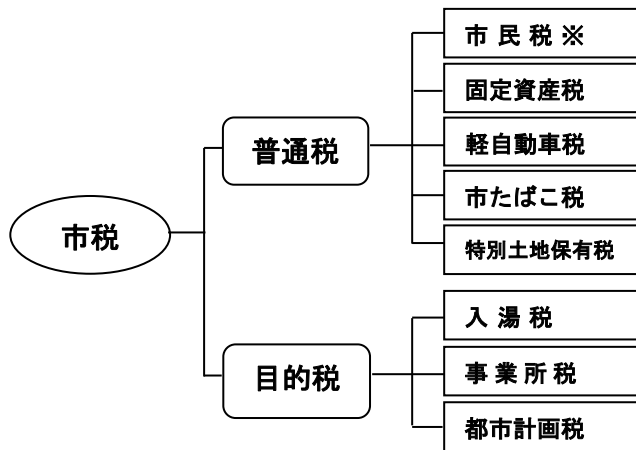 市税
普通税
市 民 税 ※
固定資産税
軽自動車税
市たばこ税
特別土地保有税
目的税
入 湯 税
事 業 所 税
都市計画税